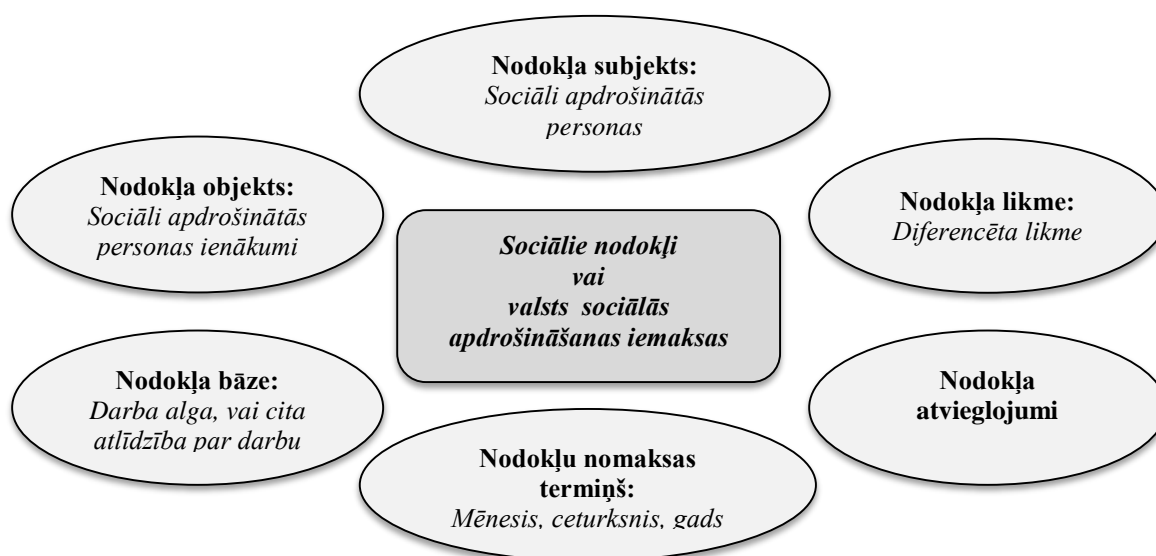 Nodokļa subjekts:
Sociāli apdrošinātās
personas
Nodokļa objekts:
Sociāli apdrošinātās
personas ienākumi
Nodokļa likme:
Diferencēta likme
Sociālie nodokļi
vai
valsts sociālās
apdrošināšanas iemaksas
Nodokļa bāze:
Darba alga, vai cita
atlīdzība par darbu
Nodokļa
atvieglojumi
Nodokļu nomaksas
termiņš:
Mēnesis, ceturksnis, gads